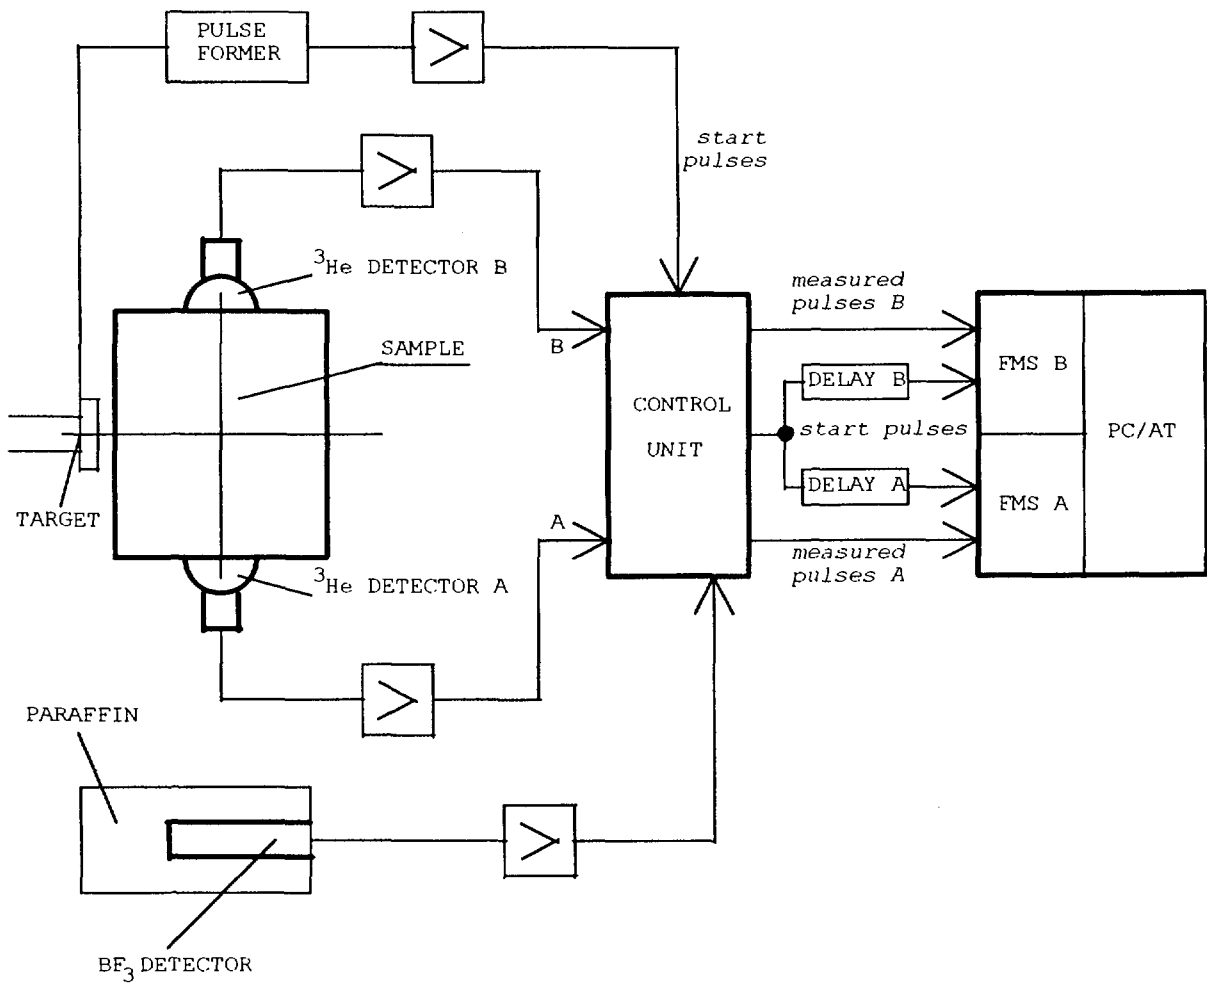 PULSE
FORMER
start
pulses
³He DETECTOR B
measured
pulses B
B
SAMPLE
FMS B
DELAY B
CONTROL
UNIT
start pulses
PC/AT
DELAY A
FMS A
TARGET
A
measured
pulses A
³He DETECTOR A
PARAFFIN
BF₃ DETECTOR